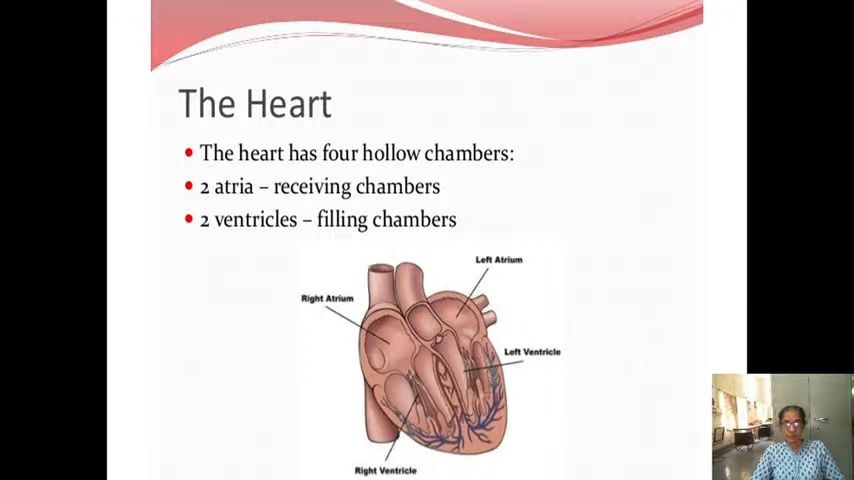 The Heart
The heart has four hollow chambers:
2 atria – receiving chambers
2 ventricles – filling chambers
Left Atrium
Right Atrium
Left Ventricle
Right Ventricle